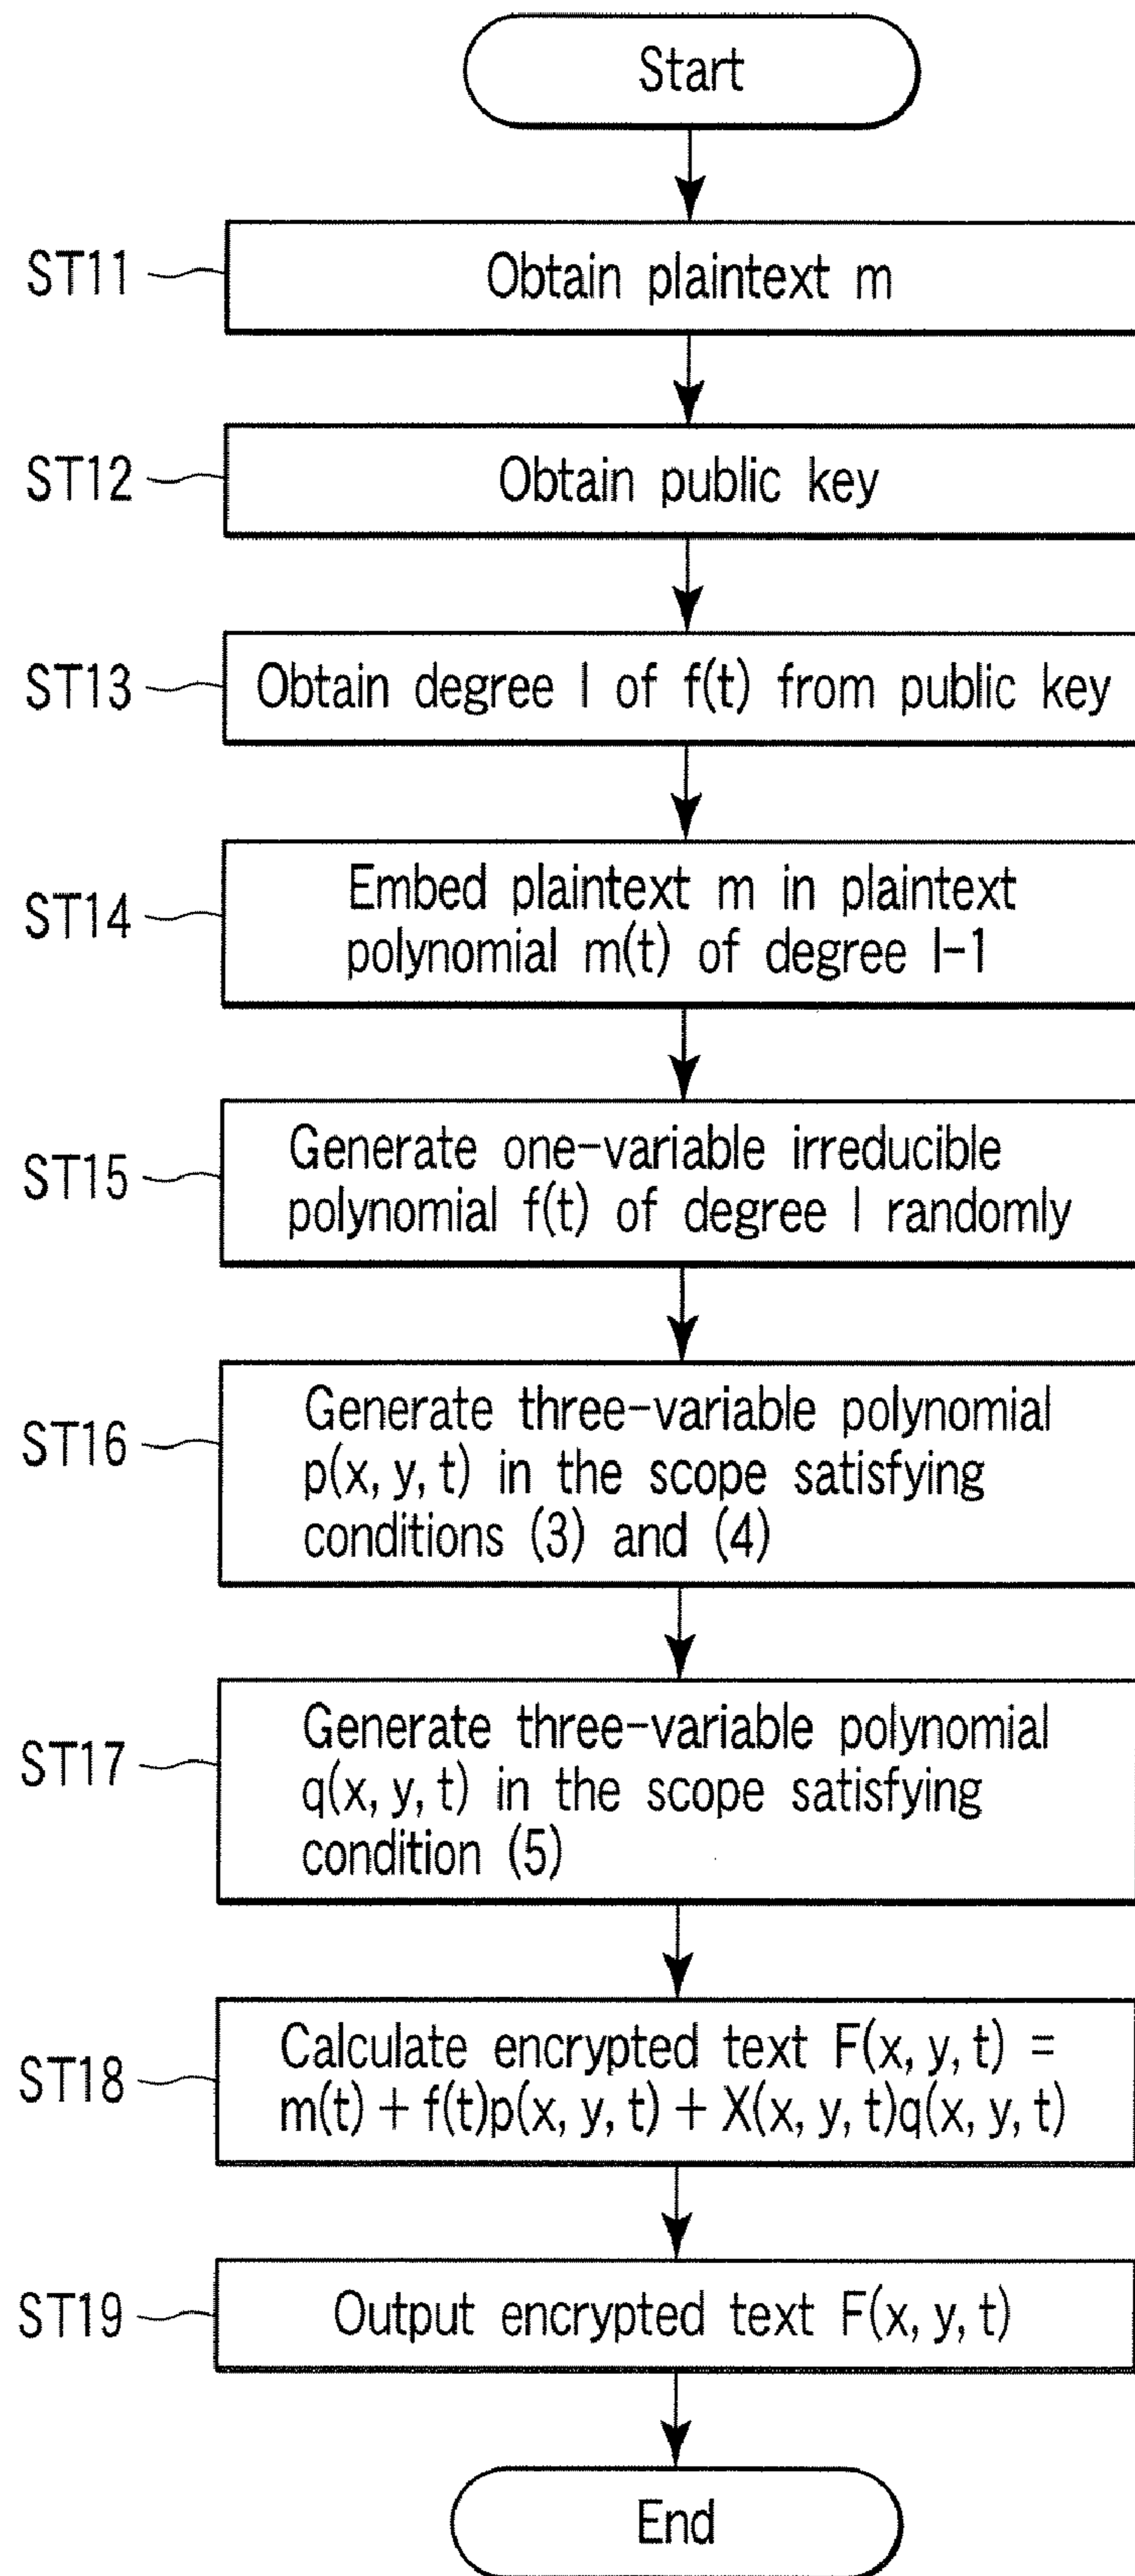 Start
ST11
Obtain plaintext m
ST12
Obtain public key
ST13
Obtain degree l of f(t) from public key
ST14
Embed plaintext m in plaintext
polynomial m(t) of degree l-1
ST15
Generate one-variable irreducible
polynomial f(t) of degree l randomly
ST16
Generate three-variable polynomial
p(x, y, t) in the scope satisfying
conditions (3) and (4)
ST17
Generate three-variable polynomial
q(x, y, t) in the scope satisfying
condition (5)
ST18
Calculate encrypted text F(x, y, t) =
m(t) + f(t)p(x, y, t) + X(x, y, t)q(x, y, t)
ST19
Output encrypted text F(x, y, t)
End